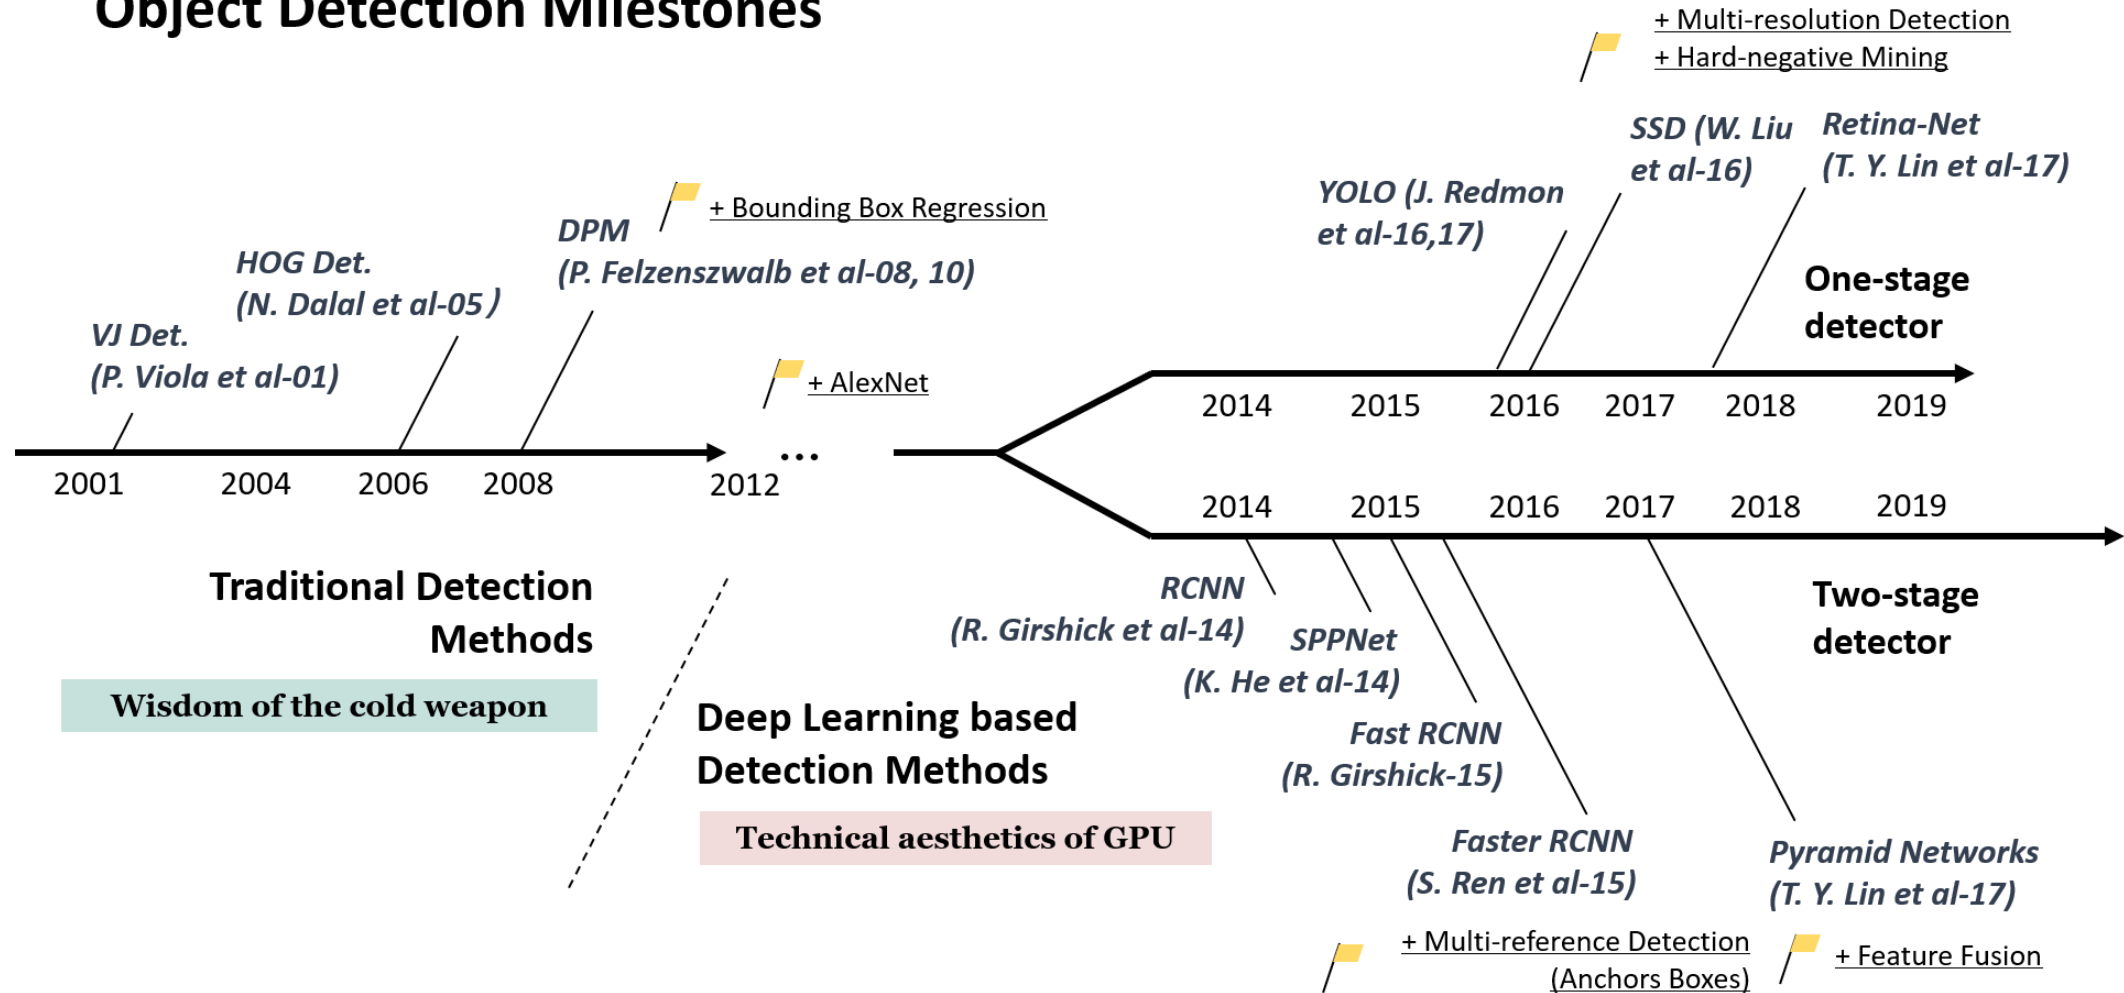 Object Detection Milestones
+ Multi-resolution Detection
+ Hard-negative Mining
SSD (W. Liu
et al-16)
Retina-Net
(T. Y. Lin et al-17)
YOLO (J. Redmon
et al-16,17)
+ Bounding Box Regression
DPM
(P. Felzenszwalb et al-08, 10)
HOG Det.
(N. Dalal et al-05)
VJ Det.
(P. Viola et al-01)
+ AlexNet
One-stage
detector
2014 2015 2016 2017 2018 2019
2001 2004 2006 2008 2012 ...
2014 2015 2016 2017 2018 2019
Traditional Detection
Methods
Wisdom of the cold weapon
Deep Learning based
Detection Methods
Technical aesthetics of GPU
RCNN
(R. Girshick et al-14)
SPPNet
(K. He et al-14)
Fast RCNN
(R. Girshick-15)
Faster RCNN
(S. Ren et al-15)
+ Multi-reference Detection
(Anchors Boxes)
Two-stage
detector
Pyramid Networks
(T. Y. Lin et al-17)
+ Feature Fusion